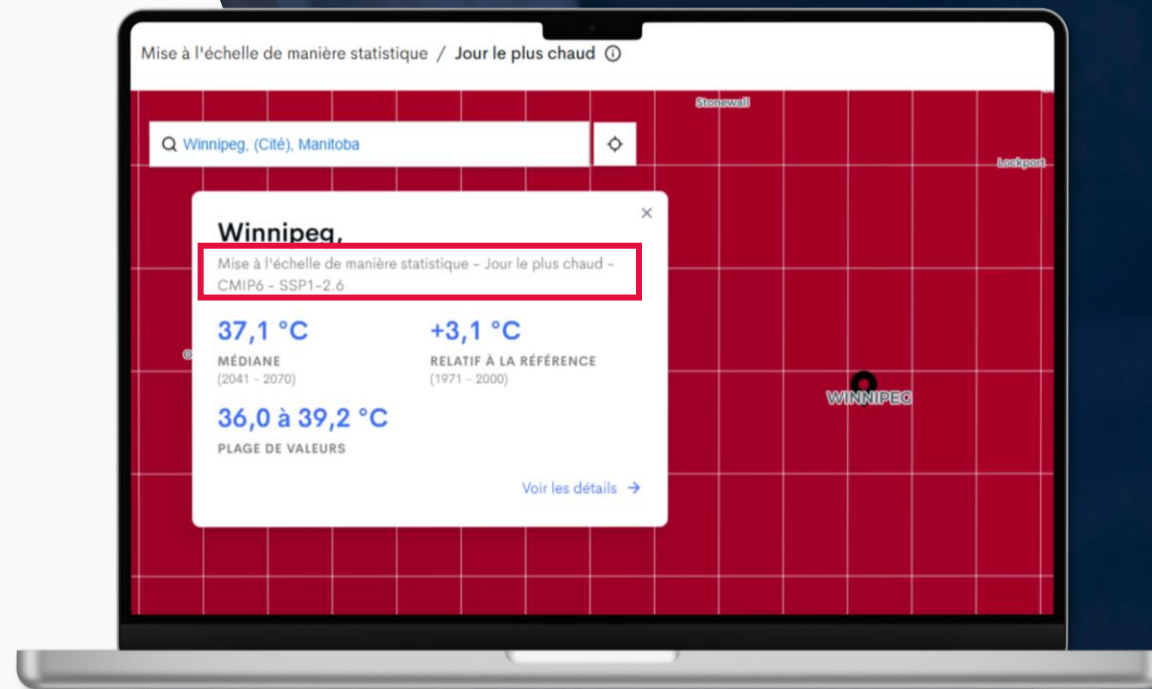 Mise à l'échelle de manière statistique / Jour le plus chaud
Stonewall
Winnipeg, (Cité), Manitoba
Lockport
Winnipeg,
Mise à l'échelle de manière statistique - Jour le plus chaud -
CMIP6 - SSP1-2.6
37,1 °C
+3,1 °C
MÉDIANE
RELATIF À LA RÉFÉRENCE
(2041 - 2070)
(1971 - 2000)
WINNIPEG
36,0 à 39,2 °C
PLAGE DE VALEURS
Voir les détails →